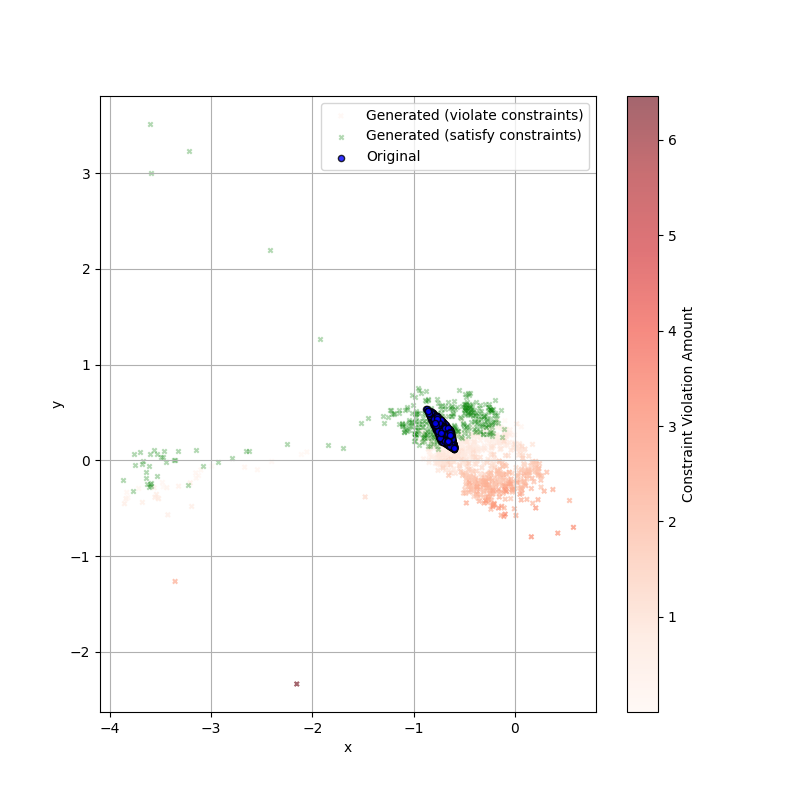 Generated (violate constraints)
Generated (satisfy constraints)
Original
3
2
1
0
−1
−2
y
−4
−3
−2
−1
0
x
6
5
4
3
2
1
Constraint Violation Amount